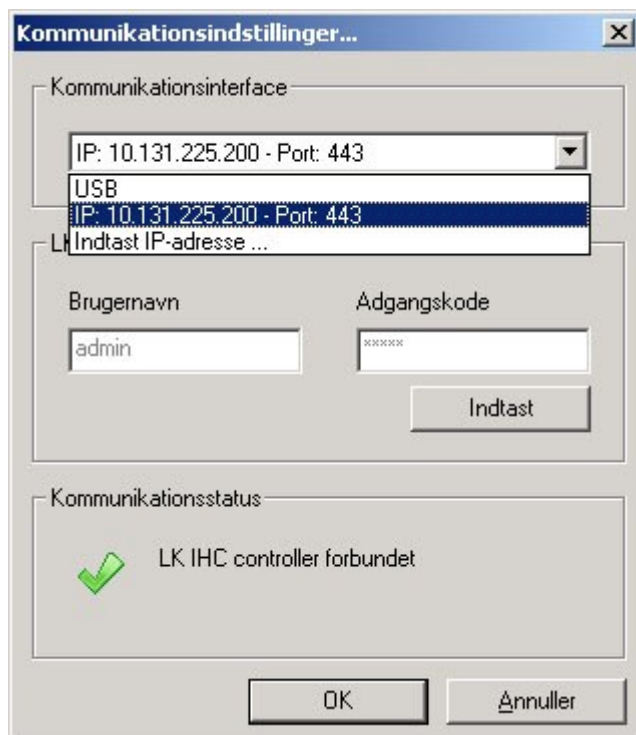 Kommunikationsindstillinger...
Kommunikationsinterface
IP: 10.131.225.200 - Port: 443
USB
IP: 10.131.225.200 - Port: 443
Indtast IP-adresse ...
Brugernavn Adgangskode
admin *****
Indtast
Kommunikationsstatus
LK IHC controller forbundet
OK Annuller